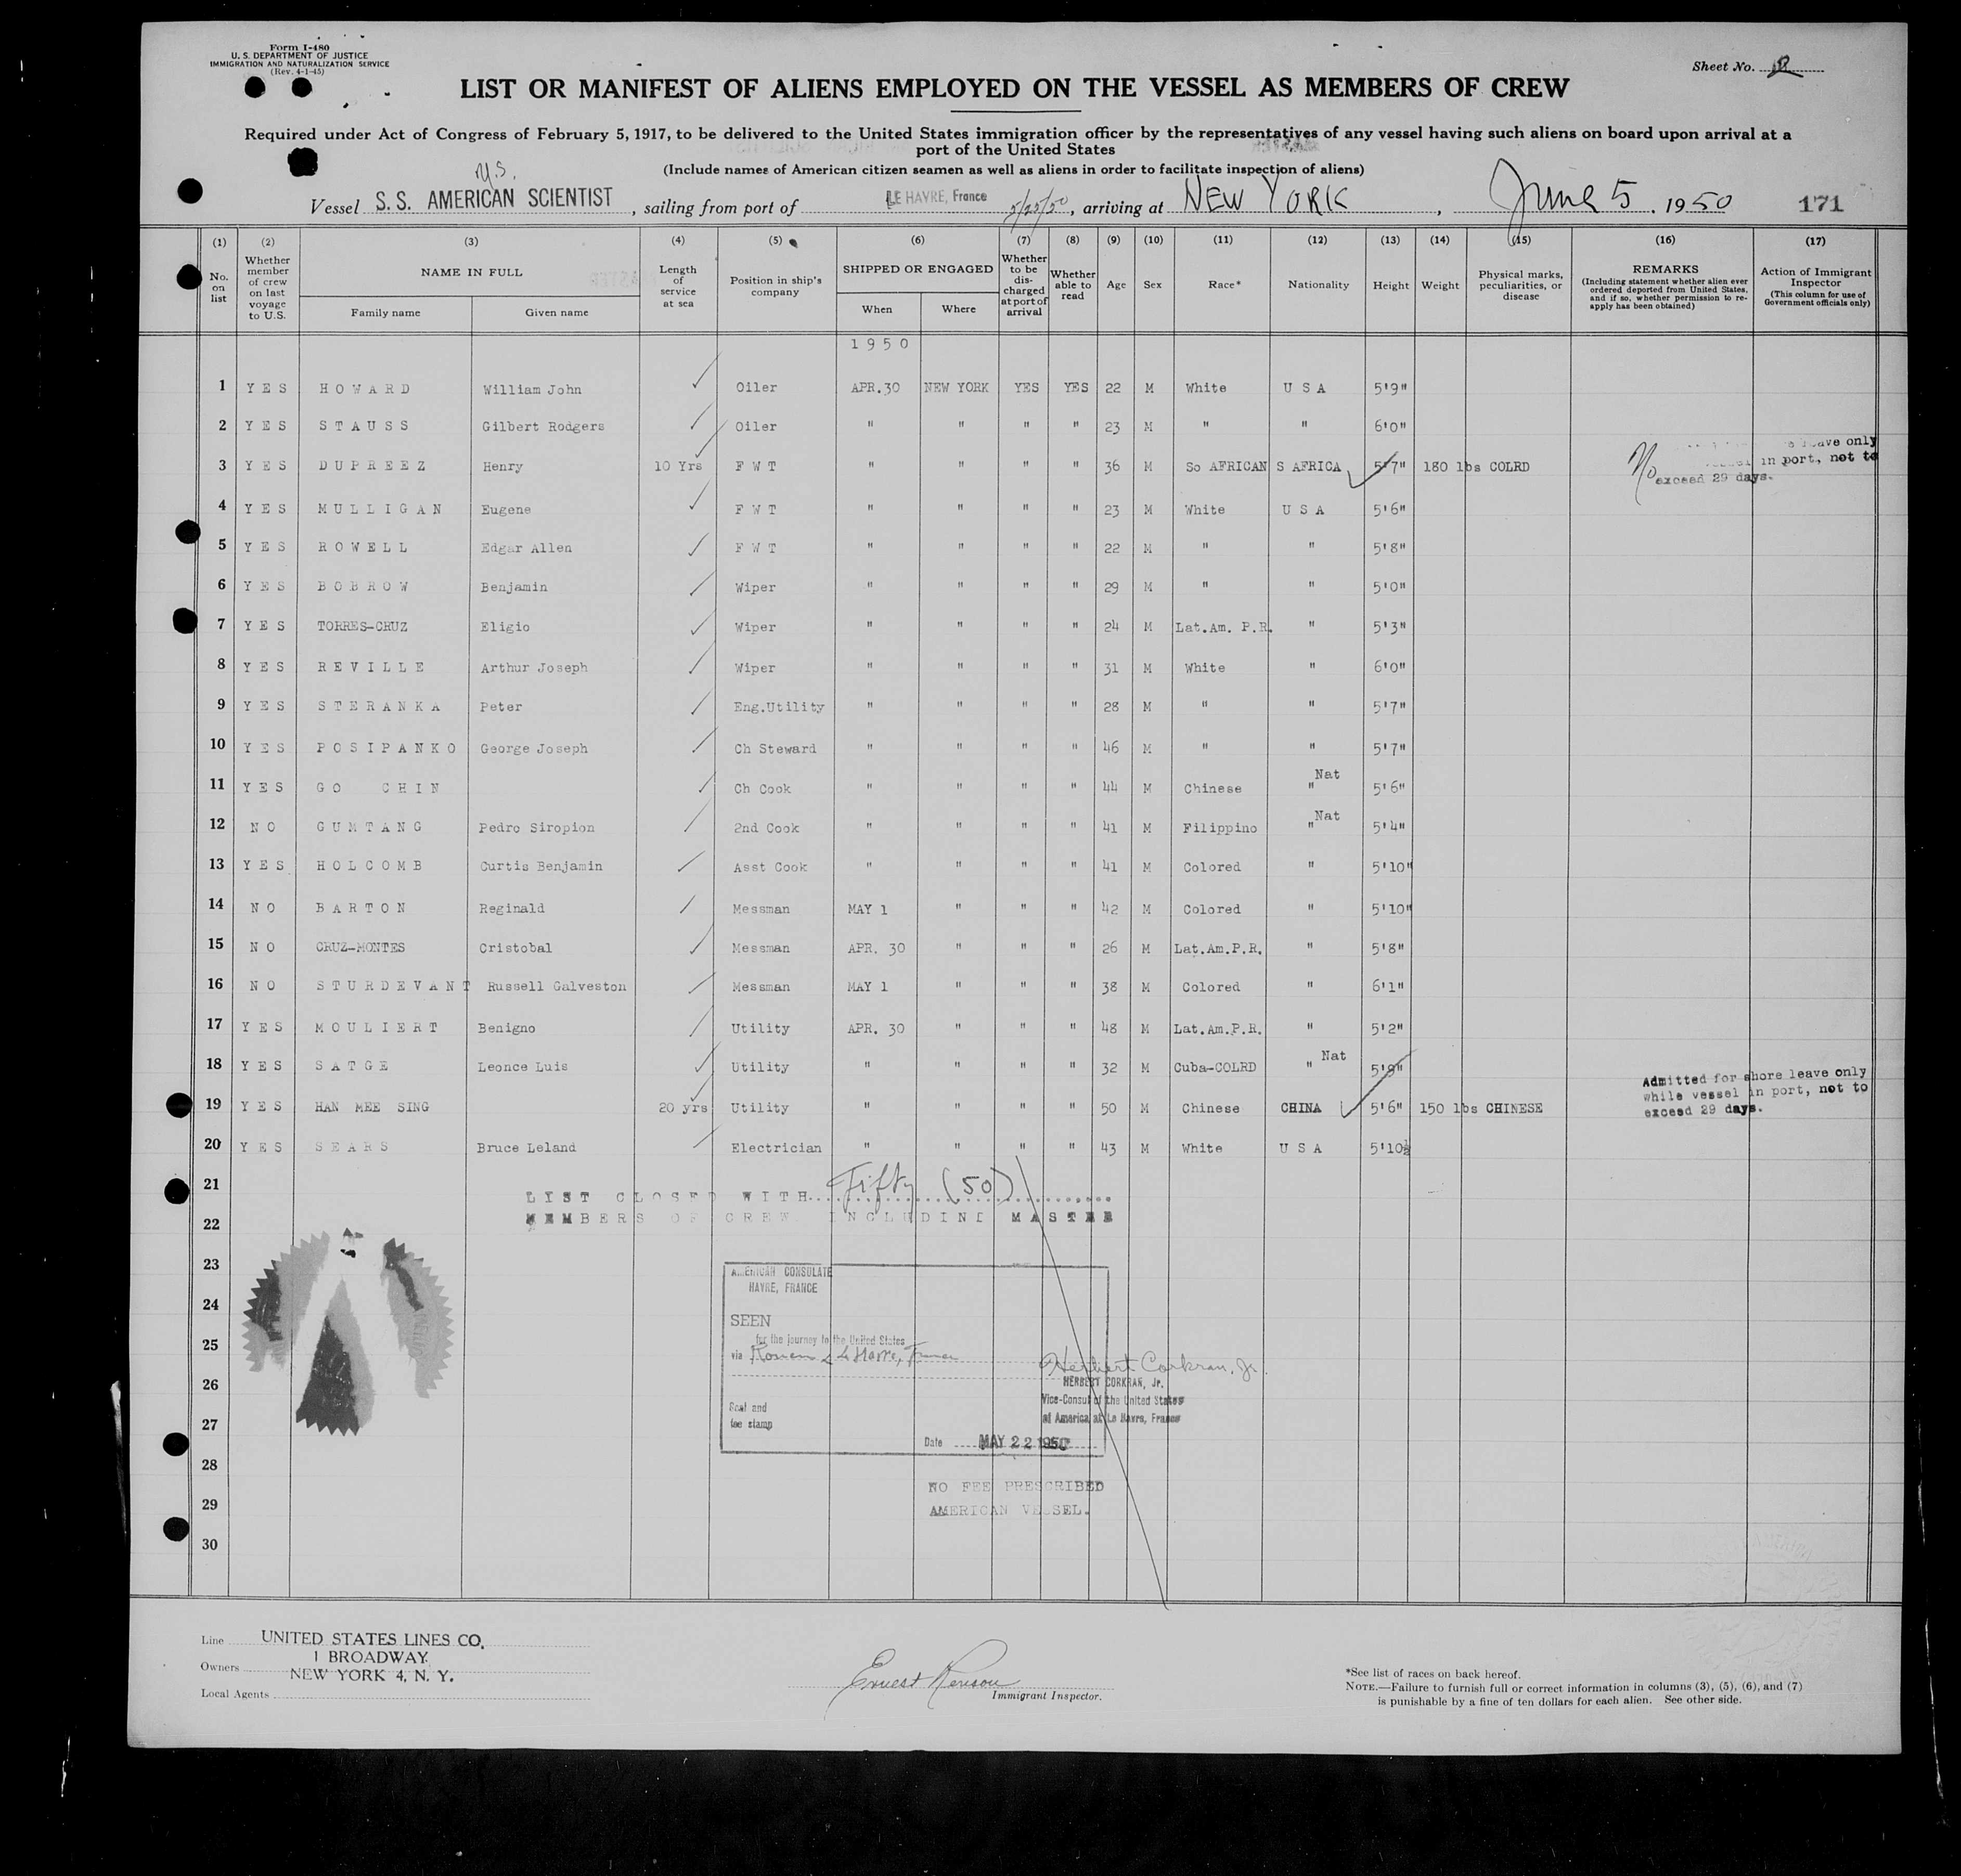 Form I-480
U. S. DEPARTMENT OF JUSTICE
IMMIGRATION AND NATURALIZATION SERVICE
(Rev. 4-1-45)
Sheet No.
LIST OR MANIFEST OF ALIENS EMPLOYED ON THE VESSEL AS MEMBERS OF CREW
Required under Act of Congress of February 5, 1917, to be delivered to the United States immigration officer by the representatives of any vessel having such aliens on board upon arrival at a
port of the United States
(Include names of American citizen seamen as well as aliens in order to facilitate inspection of aliens)
U.S.
Vessel S. S. AMERICAN SCIENTIST, sailing from port of LE HAVRE, France 5/25/50, arriving at NEW YORK, June 5, 1950 171
(1) No. on list
(2) Whether member of crew on last voyage to U.S.
(3) NAME IN FULL Family name Given name
(4) Length of service at sea
(5) Position in ship's company
(6) SHIPPED OR ENGAGED When Where
(7) Whether to be discharged at port of arrival
(8) Whether able to read
(9) Age
(10) Sex
(11) Race*
(12) Nationality
(13) Height
(14) Weight
(15) Physical marks, peculiarities, or disease
(16) REMARKS (Including statement whether alien ever ordered deported from United States, and if so, whether permission to re-apply has been obtained)
(17) Action of Immigrant Inspector (This column for use of Government officials only)
1950
1 YES HOWARD William John Oiler APR.30 NEW YORK YES YES 22 M White USA 5'9"
2 YES STAUSS Gilbert Rodgers Oiler " " " " 23 M " " 6'0"
3 YES DUPREEZ Henry 10 Yrs FWT " " " " 36 M So AFRICAN S AFRICA 5'7" 180 lbs COLRD No leave only
in port, not to
exceed 29 days.
4 YES MULLIGAN Eugene FWT " " " " 23 M White USA 5'6"
5 YES ROWELL Edgar Allen FWT " " " " 22 M " " 5'8"
6 YES BOBROW Benjamin Wiper " " " " 29 M " " 5'0"
7 YES TORRES-CRUZ Eligio Wiper " " " " 24 M Lat.Am. P.R. " 5'3"
8 YES REVILLE Arthur Joseph Wiper " " " " 31 M White " 6'0"
9 YES STERANKA Peter Eng.Utility " " " " 28 M " " 5'7"
10 YES POSIPANKO George Joseph Ch Steward " " " " 46 M " " 5'7"
11 YES GO CHIN Ch Cook " " " " 44 M Chinese " Nat 5'6"
12 NO GUMTANG Pedro Siropion 2nd Cook " " " " 41 M Filippino " Nat 5'4"
13 YES HOLCOMB Curtis Benjamin Asst Cook " " " " 41 M Colored " 5'10"
14 NO BARTON Reginald Messman MAY 1 " " " 42 M Colored " 5'10"
15 NO CRUZ-MONTES Cristobal Messman APR. 30 " " " 26 M Lat.Am.P.R. " 5'8"
16 NO STURDEVANT Russell Galveston Messman MAY 1 " " " 38 M Colored " 6'1"
17 YES MOULIERT Benigno Utility APR. 30 " " " 48 M Lat.Am.P.R. " 5'2"
18 YES SATGE Leonce Luis Utility " " " " 32 M Cuba-COLRD " Nat 5'9"
19 YES HAN MEE SING 20 yrs Utility " " " " 50 M Chinese CHINA 5'6" 150 lbs CHINESE Admitted for shore leave only
while vessel in port, not to
exceed 29 days.
20 YES SEARS Bruce Leland Electrician " " " " 43 M White USA 5'10½
21
LIST CLOSED WITH Fifty (50)
22
MEMBERS OF CREW INCLUDING MASTER
23
AMERICAN CONSULATE
HAVRE, FRANCE
24
SEEN
for the journey to the United States
25
via Rouen & Le Havre, France
Herbert Corkran, Jr.
26
HERBERT CORKRAN, Jr.
Vice-Consul of the United States
of America at Le Havre, France
Seal and
fee stamp
27
Date MAY 22 1950
28
NO FEE PRESCRIBED
29
AMERICAN VESSEL.
30
Line UNITED STATES LINES CO.
1 BROADWAY
Owners NEW YORK 4, N. Y.
Local Agents
Immigrant Inspector.
*See list of races on back hereof.
NOTE.—Failure to furnish full or correct information in columns (3), (5), (6), and (7)
is punishable by a fine of ten dollars for each alien. See other side.